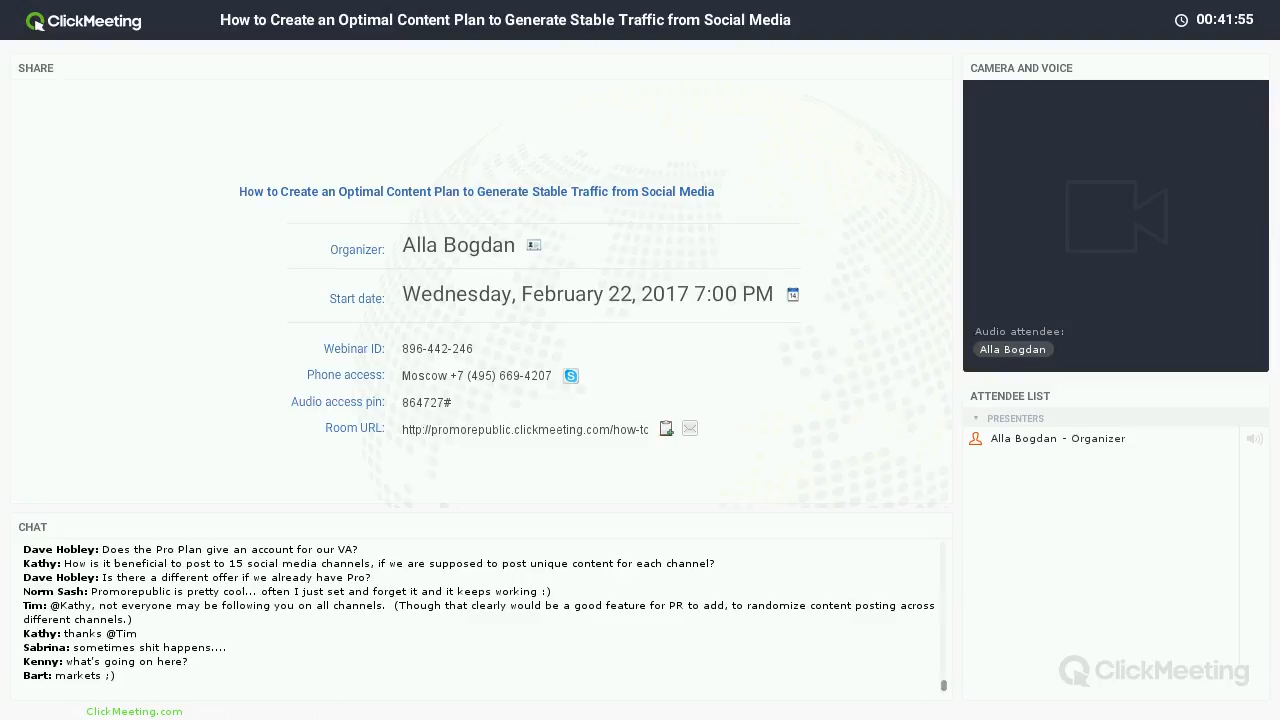 ClickMeeting
How to Create an Optimal Content Plan to Generate Stable Traffic from Social Media
00:41:55
SHARE
CAMERA AND VOICE
How to Create an Optimal Content Plan to Generate Stable Traffic from Social Media
Organizer: Alla Bogdan
Start date: Wednesday, February 22, 2017 7:00 PM
14
Webinar ID: 896-442-246
Phone access: Moscow +7 (495) 669-4207
Audio access pin: 864727#
Room URL: http://promorepublic.clickmeeting.com/how-to
Audio attendee:
Alla Bogdan
ATTENDEE LIST
PRESENTERS
Alla Bogdan - Organizer
CHAT
Dave Hobley: Does the Pro Plan give an account for our VA?
Kathy: How is it beneficial to post to 15 social media channels, if we are supposed to post unique content for each channel?
Dave Hobley: Is there a different offer if we already have Pro?
Norm Sash: Promorepublic is pretty cool... often I just set and forget it and it keeps working :)
Tim: @Kathy, not everyone may be following you on all channels.  (Though that clearly would be a good feature for PR to add, to randomize content posting across
different channels.)
Kathy: thanks @Tim
Sabrina: sometimes shit happens....
Kenny: what's going on here?
Bart: markets ;)
ClickMeeting
ClickMeeting.com